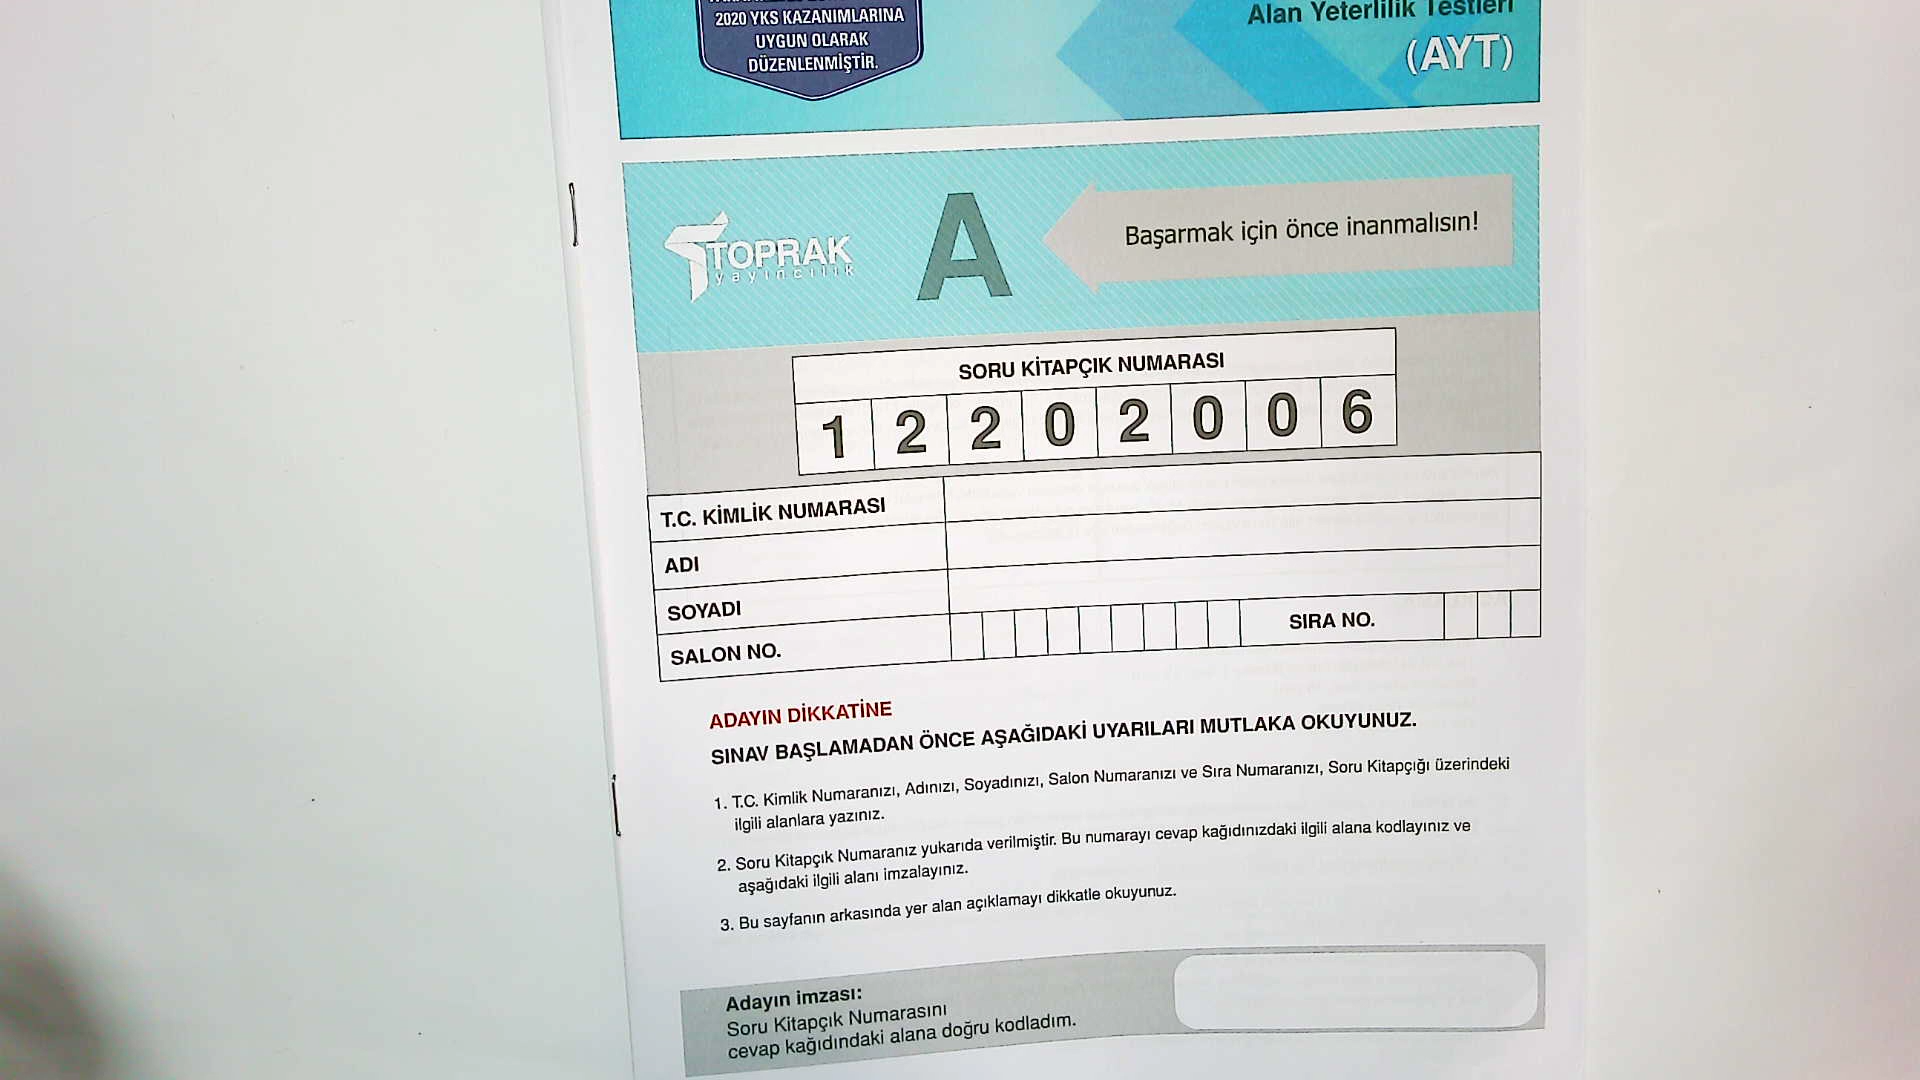 2020 YKS KAZANIMLARINA
UYGUN OLARAK
DÜZENLENMİŞTİR.
Alan Yeterlilik Testleri
(AYT)
TOPRAK
yayıncılık
A
Başarmak için önce inanmalısın!
SORU KİTAPÇIK NUMARASI
1 2 2 0 2 0 0 6
T.C. KİMLİK NUMARASI
ADI
SOYADI
SALON NO.
SIRA NO.
ADAYIN DİKKATİNE
SINAV BAŞLAMADAN ÖNCE AŞAĞIDAKİ UYARILARI MUTLAKA OKUYUNUZ.
1. T.C. Kimlik Numaranızı, Adınızı, Soyadınızı, Salon Numaranızı ve Sıra Numaranızı, Soru Kitapçığı üzerindeki
ilgili alanlara yazınız.
2. Soru Kitapçık Numaranız yukarıda verilmiştir. Bu numarayı cevap kağıdınızdaki ilgili alana kodlayınız ve
aşağıdaki ilgili alanı imzalayınız.
3. Bu sayfanın arkasında yer alan açıklamayı dikkatle okuyunuz.
Adayın imzası:
Soru Kitapçık Numarasını
cevap kağıdındaki alana doğru kodladım.